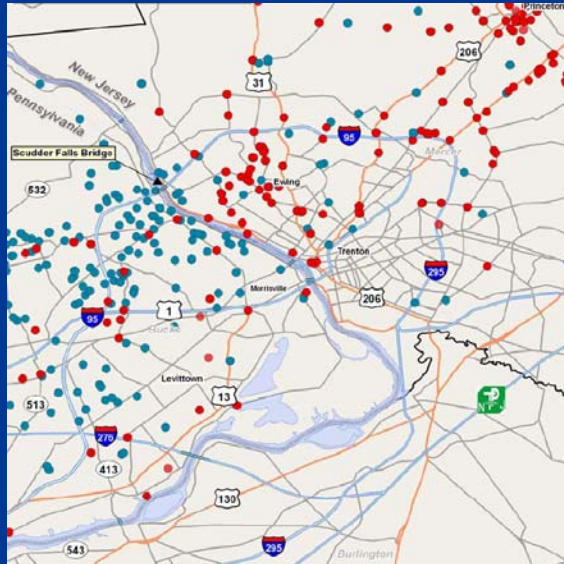 Princeton
206
31
New Jersey
Pennsylvania
95
Mercer
Scudder Falls Bridge
Ewing
532
Trenton
295
Morrisville
206
1
95
Bucks
Levittown
13
513
276
413
130
543
295
Burlington